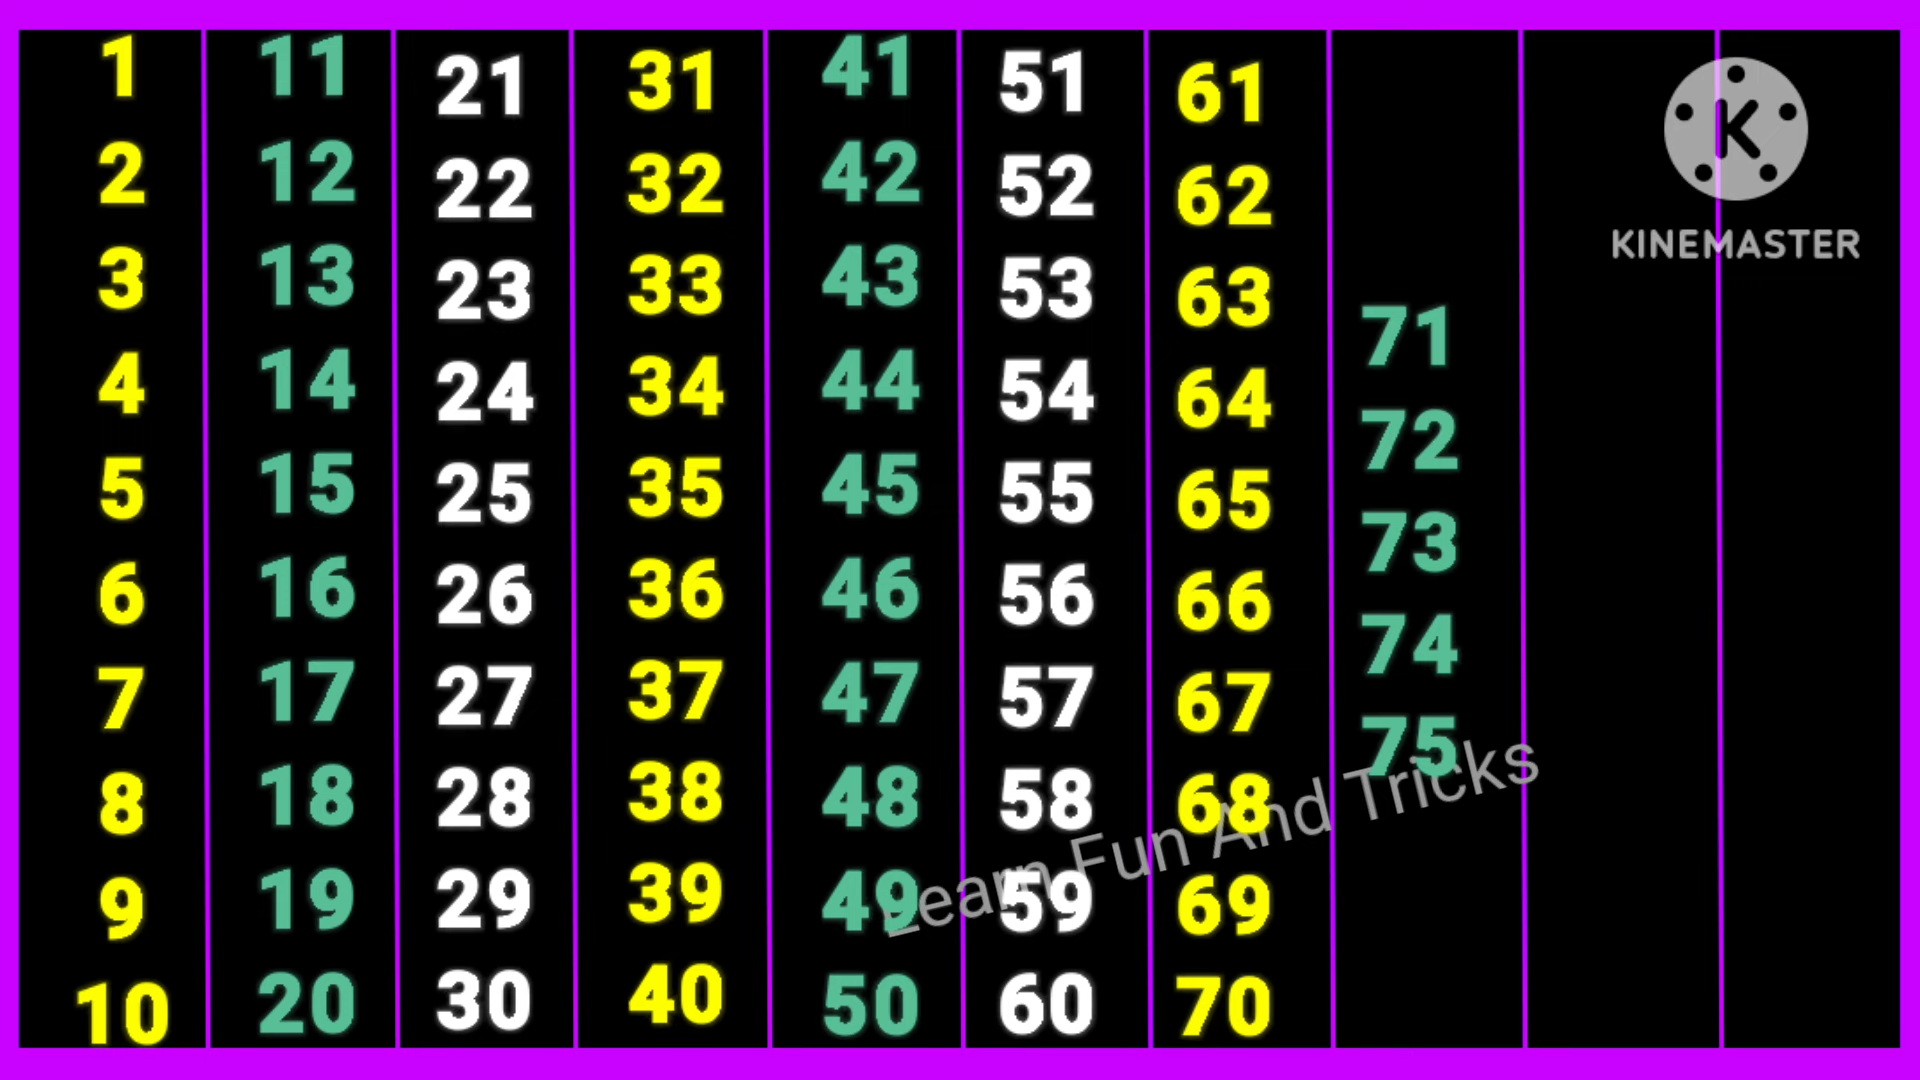 1 11 21 31 41 51 61
2 12 22 32 42 52 62
3 13 23 33 43 53 63
4 14 24 34 44 54 64
5 15 25 35 45 55 65
6 16 26 36 46 56 66
7 17 27 37 47 57 67
8 18 28 38 48 58 68
9 19 29 39 49 59 69
10 20 30 40 50 60 70
71
72
73
74
75
K
KINEMASTER
Learn Fun And Tricks